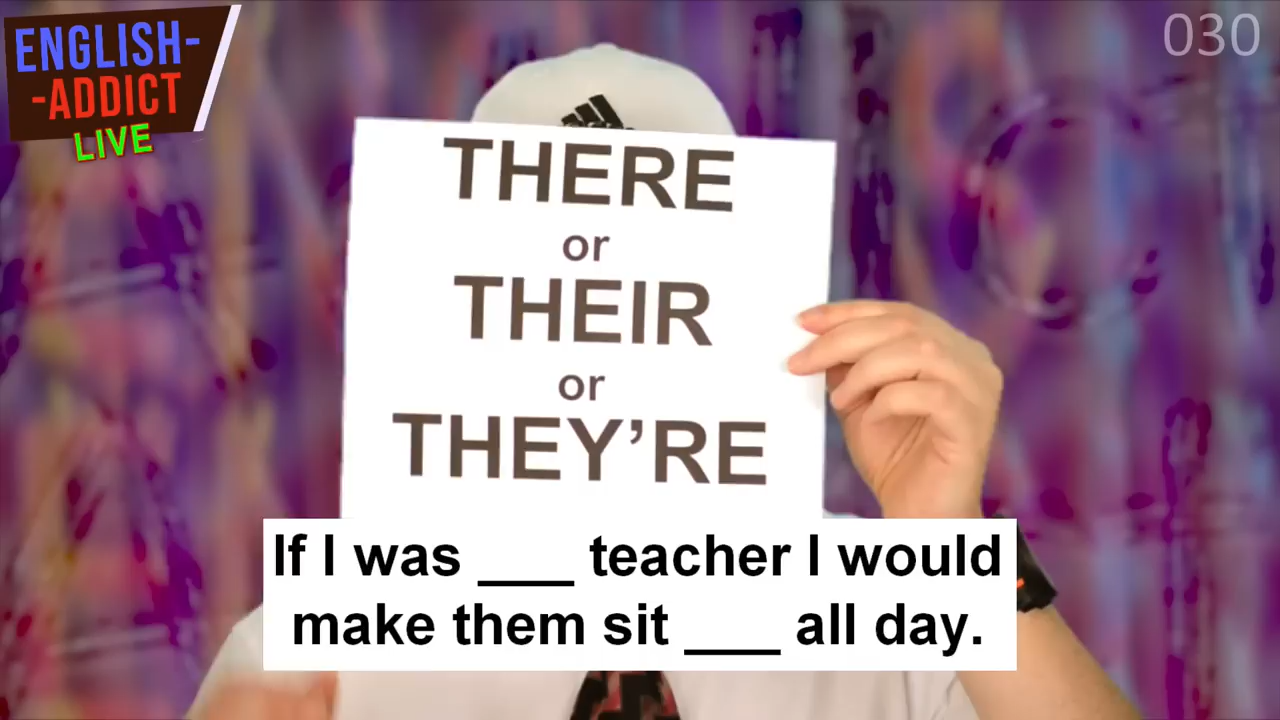 ENGLISH-
-ADDICT
LIVE
030
THERE
or
THEIR
or
THEY’RE
If I was ___ teacher I would
make them sit ___ all day.